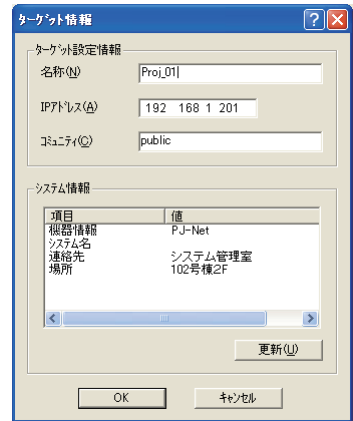 ターゲット情報
ターゲット設定情報
名称(N) Proj_01
IPアドレス(A) 192 168 1 201
コミュニティ(C) public
システム情報
項目 値
機器情報 PJ-Net
システム名
連絡先 システム管理室
場所 102号棟2F
更新(U)
OK キャンセル